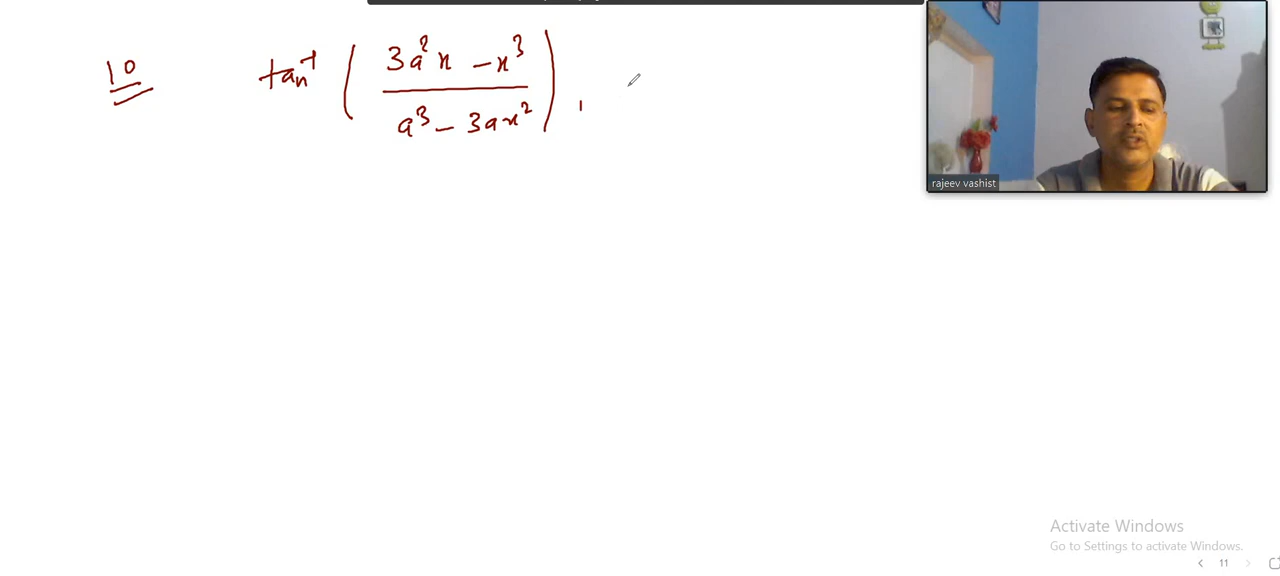 10 tan⁻¹ ( (3a²x - x³) / (a³ - 3ax²) ),
rajeev vashist
Activate Windows
Go to Settings to activate Windows.
11